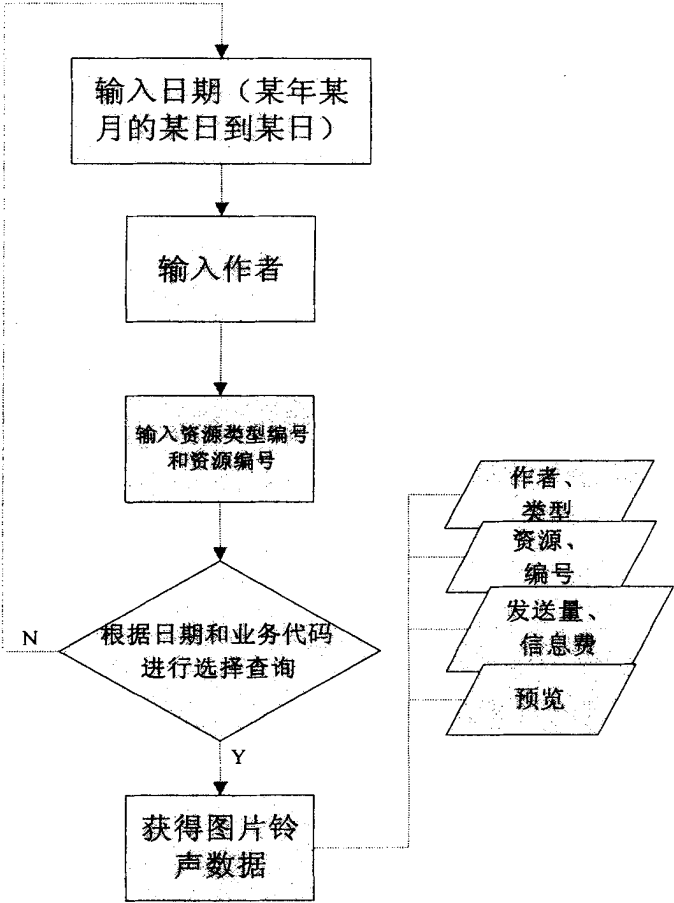 输入日期（某年某
月的某日到某日）
输入作者
输入资源类型编号
和资源编号
根据日期和业务代码
进行选择查询
N
Y
获得图片铃
声数据
作者、
类型
资源、
编号
发送量、
信息费
预览